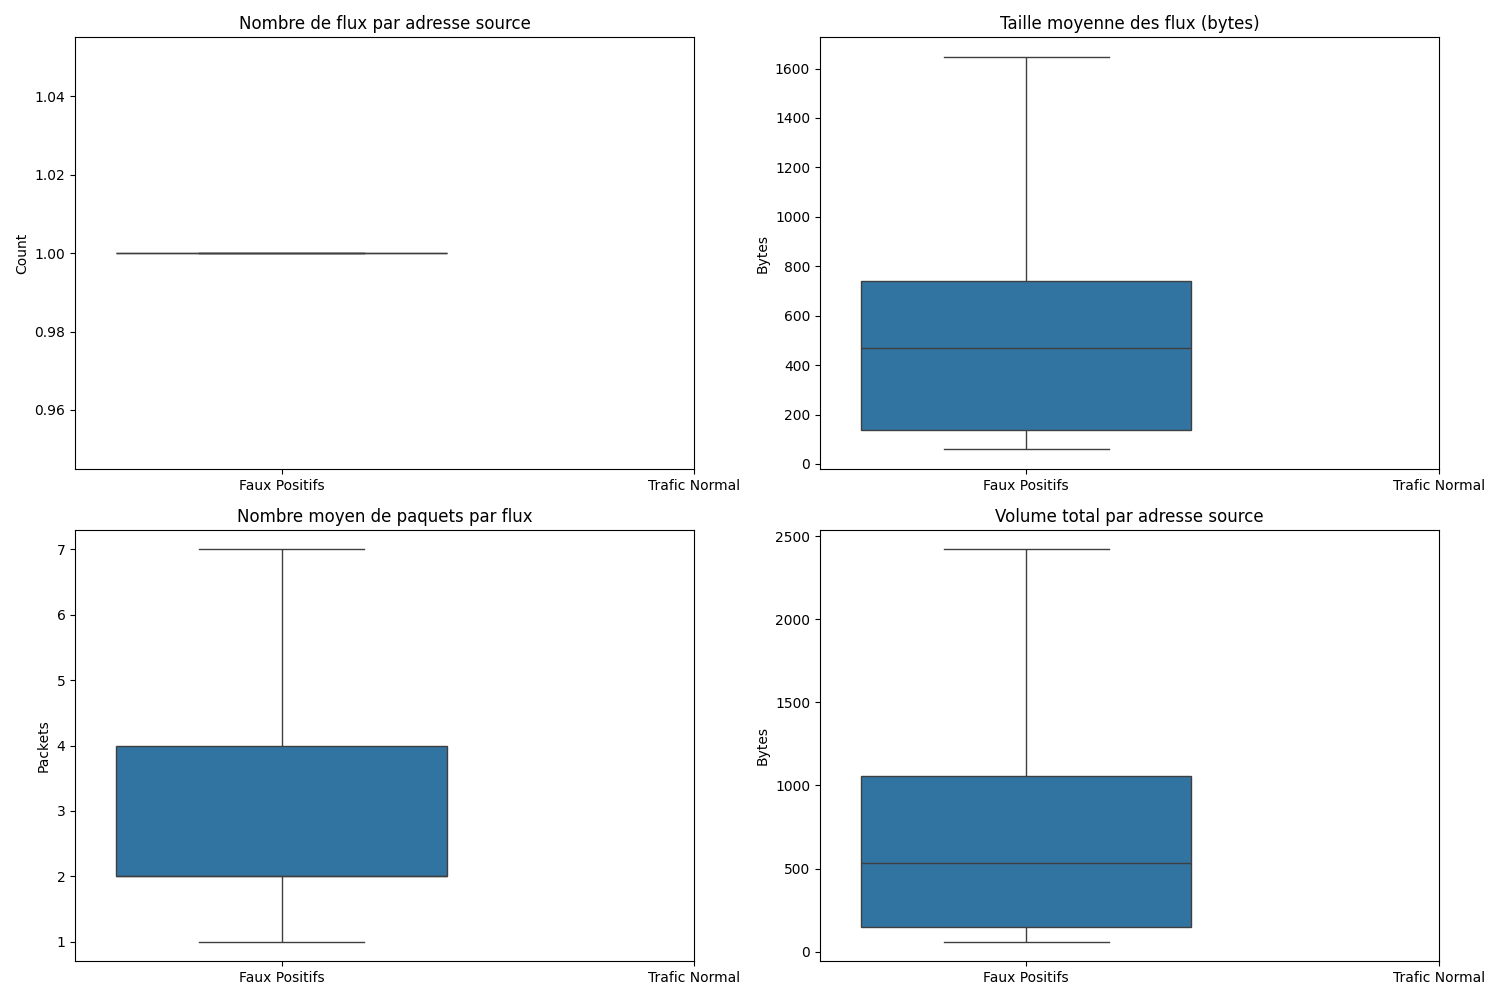 Nombre de flux par adresse source
Count
1.04
1.02
1.00
0.98
0.96
Faux Positifs
Trafic Normal
Taille moyenne des flux (bytes)
Bytes
1600
1400
1200
1000
800
600
400
200
0
Faux Positifs
Trafic Normal
Nombre moyen de paquets par flux
Packets
7
6
5
4
3
2
1
Faux Positifs
Trafic Normal
Volume total par adresse source
Bytes
2500
2000
1500
1000
500
0
Faux Positifs
Trafic Normal